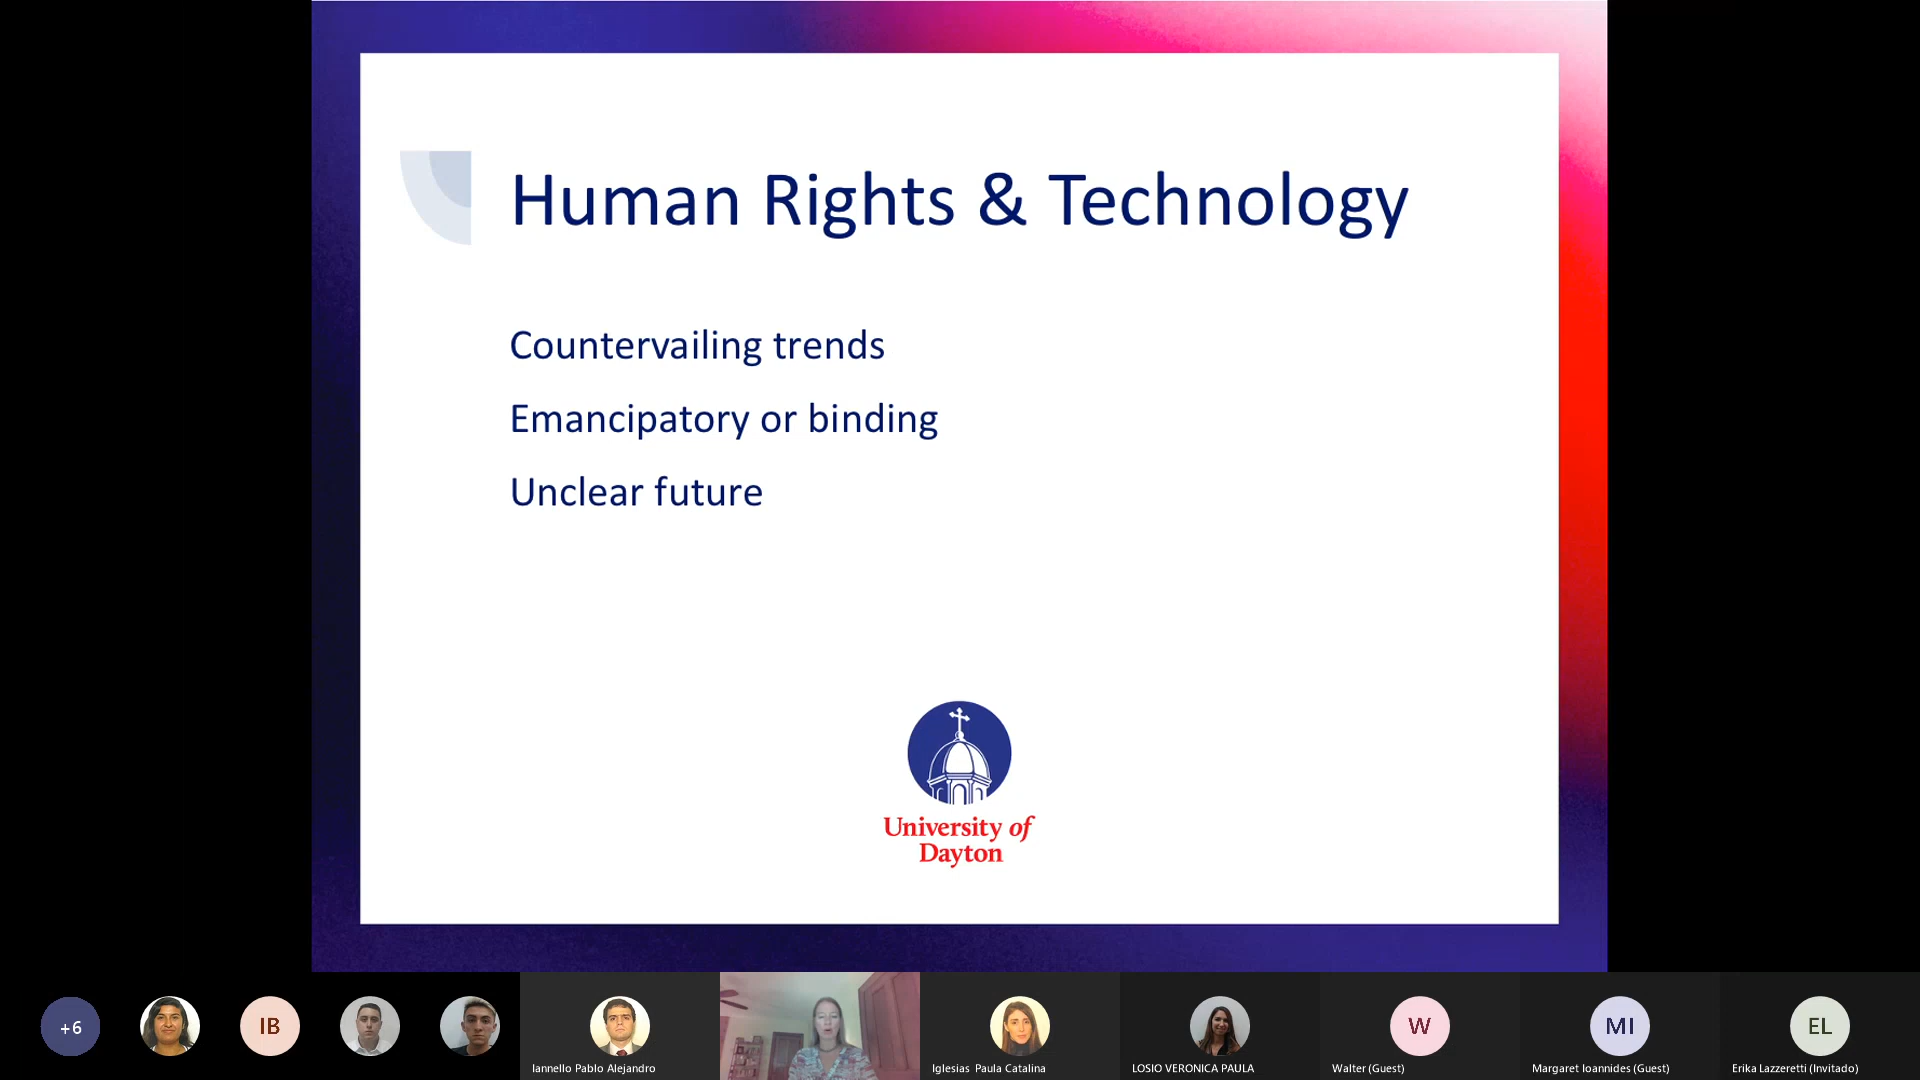 Human Rights & Technology
Countervailing trends
Emancipatory or binding
Unclear future
University of
Dayton
+6
IB
W
MI
EL
Iannello Pablo Alejandro
Iglesias Paula Catalina
LOSIO VERONICA PAULA
Walter (Guest)
Margaret Ioannides (Guest)
Erika Lazzeretti (Invitado)